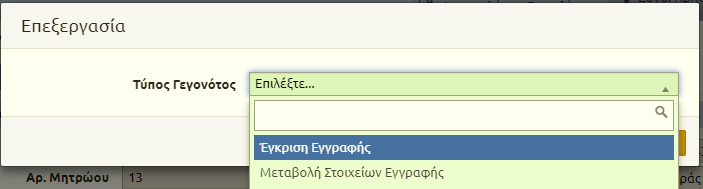 Επεξεργασία
Τύπος Γεγονότος
Επιλέξτε...
Έγκριση Εγγραφής
Μεταβολή Στοιχείων Εγγραφής
Αρ. Μητρώου 13